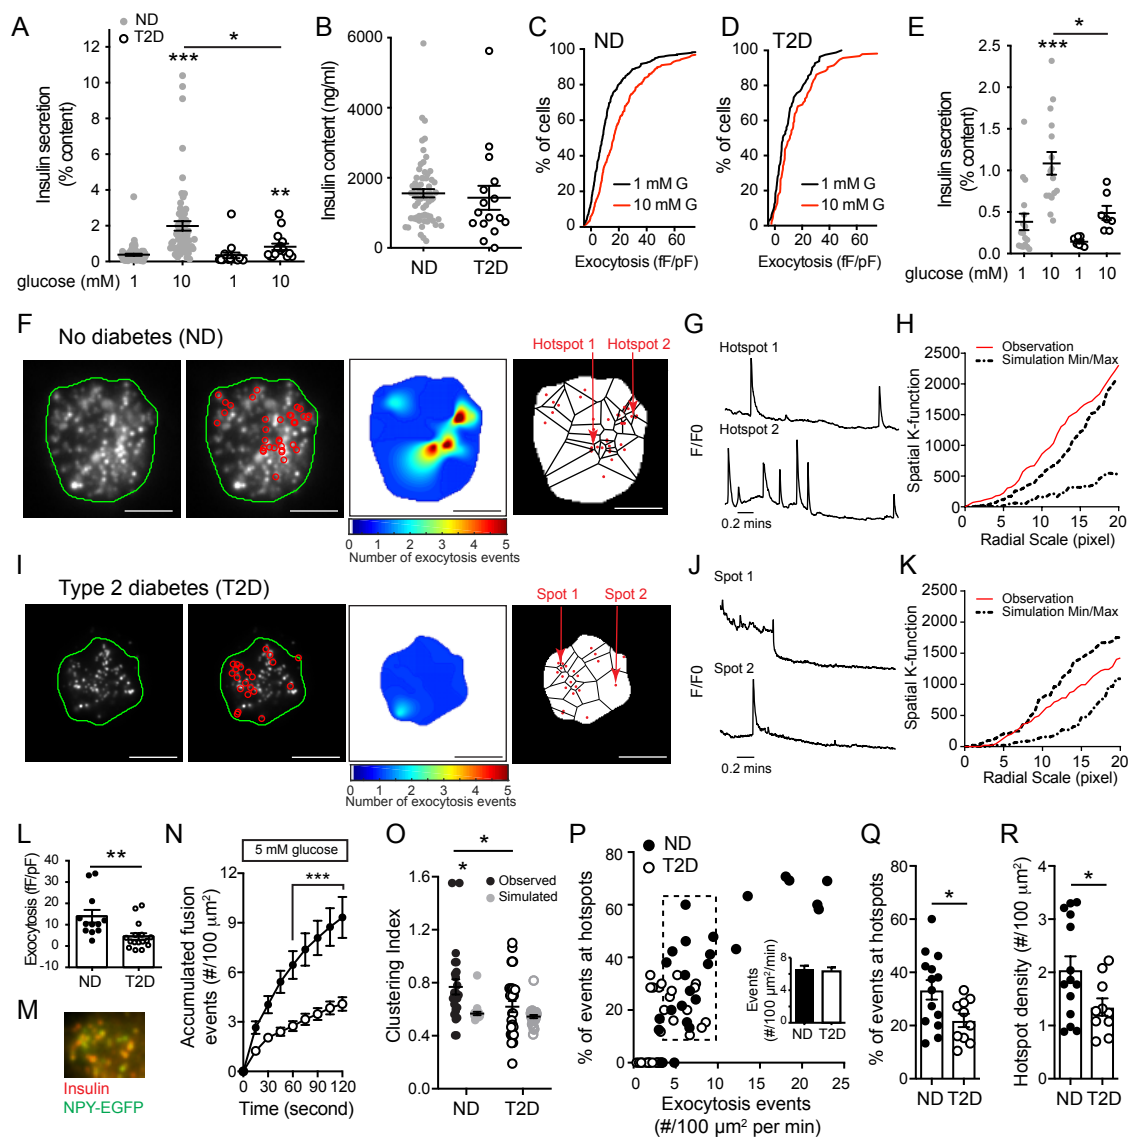 A
ND
T2D
***
*
**
Insulin secretion
(% content)
12
10
8
6
4
2
0
glucose (mM)
1
10
1
10
B
Insulin content (ng/ml)
6000
4000
2000
0
ND
T2D
C
ND
% of cells
100
80
60
40
20
0
1 mM G
10 mM G
0 20 40 60
Exocytosis (fF/pF)
D
T2D
% of cells
100
80
60
40
20
0
1 mM G
10 mM G
0 20 40 60
Exocytosis (fF/pF)
E
*
***
Insulin secretion
(% content)
2.5
2.0
1.5
1.0
0.5
0.0
glucose (mM)
1
10
1
10
F
No diabetes (ND)
Hotspot 1
Hotspot 2
0 1 2 3 4 5
Number of exocytosis events
G
Hotspot 1
Hotspot 2
F/F0
0.2 mins
H
Observation
Simulation Min/Max
Spatial K-function
2500
2000
1500
1000
500
0
0 5 10 15 20
Radial Scale (pixel)
I
Type 2 diabetes (T2D)
Spot 1
Spot 2
0 1 2 3 4 5
Number of exocytosis events
J
Spot 1
Spot 2
F/F0
0.2 mins
K
Observation
Simulation Min/Max
Spatial K-function
2500
2000
1500
1000
500
0
0 5 10 15 20
Radial Scale (pixel)
L
**
Exocytosis (fF/pF)
40
30
20
10
0
-10
ND
T2D
M
Insulin
NPY-EGFP
N
5 mM glucose
***
Accumulated fusion
events (#/100 µm²)
9
6
3
0
0 30 60 90 120
Time (second)
O
*
*
Observed
Simulated
Clustering Index
1.6
1.2
0.8
0.4
0.0
ND
T2D
P
ND
T2D
% of events at hotspots
100
80
60
40
20
0
0 5 10 15 20 25
Exocytosis events
(#/100 µm² per min)
Events
(#/100 µm²/min)
8
4
0
ND
T2D
Q
*
% of events at hotspots
80
60
40
20
0
ND T2D
R
*
Hotspot density (#/100 µm²)
4
3
2
1
0
ND T2D